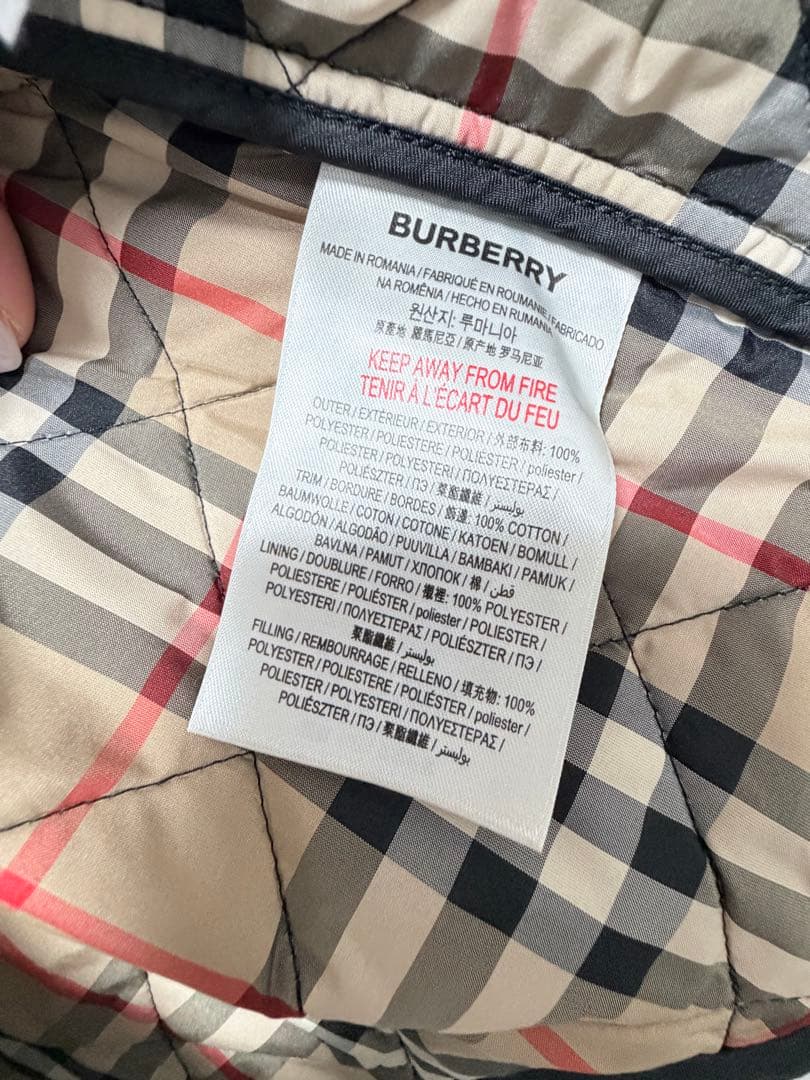 BURBERRY
MADE IN ROMANIA / FABRIQUÉ EN ROUMANIE / FABRICADO
NA ROMÉNIA / HECHO EN RUMANIA
원산지: 루마니아
原產地 羅馬尼亞 / 原产地 罗马尼亚
KEEP AWAY FROM FIRE
TENIR À L'ÉCART DU FEU
OUTER / EXTÉRIEUR / EXTERIOR / 外部布料: 100%
POLYESTER / POLIESTERE / POLIÉSTER / poliester /
POLIESTER / POLYESTERI / ΠΟΛΥΕΣΤΕΡΑΣ /
POLIÉSZTER / ПЭ / 聚酯纖維 / بوليستر
TRIM / BORDURE / BORDES / 飾邊: 100% COTTON /
BAUMWOLLE / COTON / COTONE / KATOEN / BOMULL /
ALGODÓN / ALGODÃO / PUUVILLA / BAMBAKI / PAMUK /
BAVLNA / PAMUT / ХЛОПОК / 棉 / قطن
LINING / DOUBLURE / FORRO / 襯裡: 100% POLYESTER /
POLIESTERE / POLIÉSTER / poliester / POLIESTER /
POLYESTERI / ΠΟΛΥΕΣΤΕΡΑΣ / POLIÉSZTER / ПЭ /
聚酯纖維 / بوليستر
FILLING / REMBOURRAGE / RELLENO / 填充物: 100%
POLYESTER / POLIESTERE / POLIÉSTER / poliester /
POLIESTER / POLYESTERI / ΠΟΛΥΕΣΤΕΡΑΣ /
POLIÉSZTER / ПЭ / 聚酯纖維 / بوليستر